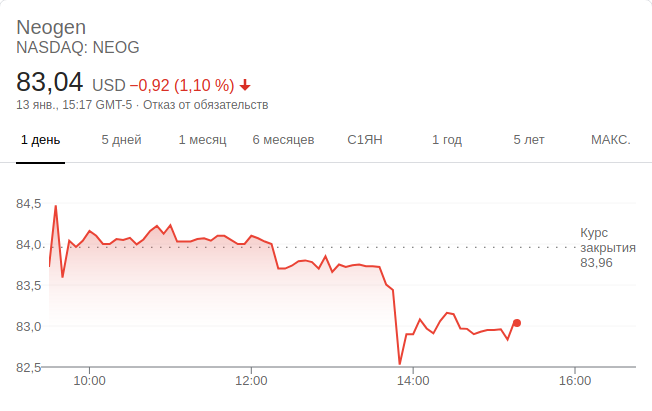 Neogen
NASDAQ: NEOG
83,04 USD −0,92 (1,10 %)
13 янв., 15:17 GMT-5 · Отказ от обязательств
1 день 5 дней 1 месяц 6 месяцев С1ЯН 1 год 5 лет МАКС.
84,5
84,0
83,5
83,0
82,5
Курс
закрытия
83,96
10:00 12:00 14:00 16:00